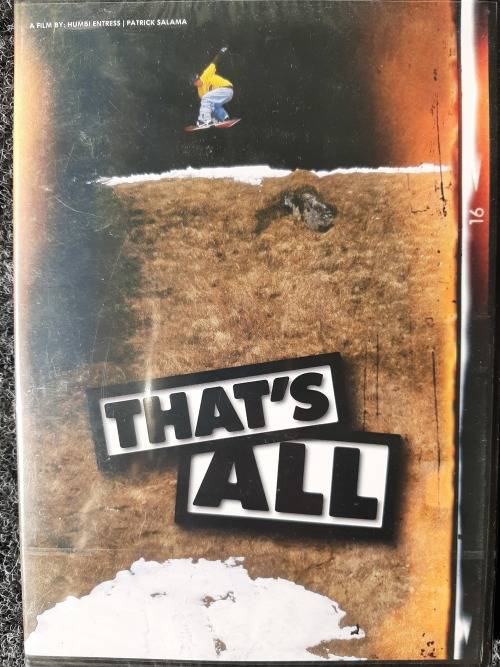 A FILM BY: HUMBI ENTRESS | PATRICK SALAMA
16
THAT'S
ALL